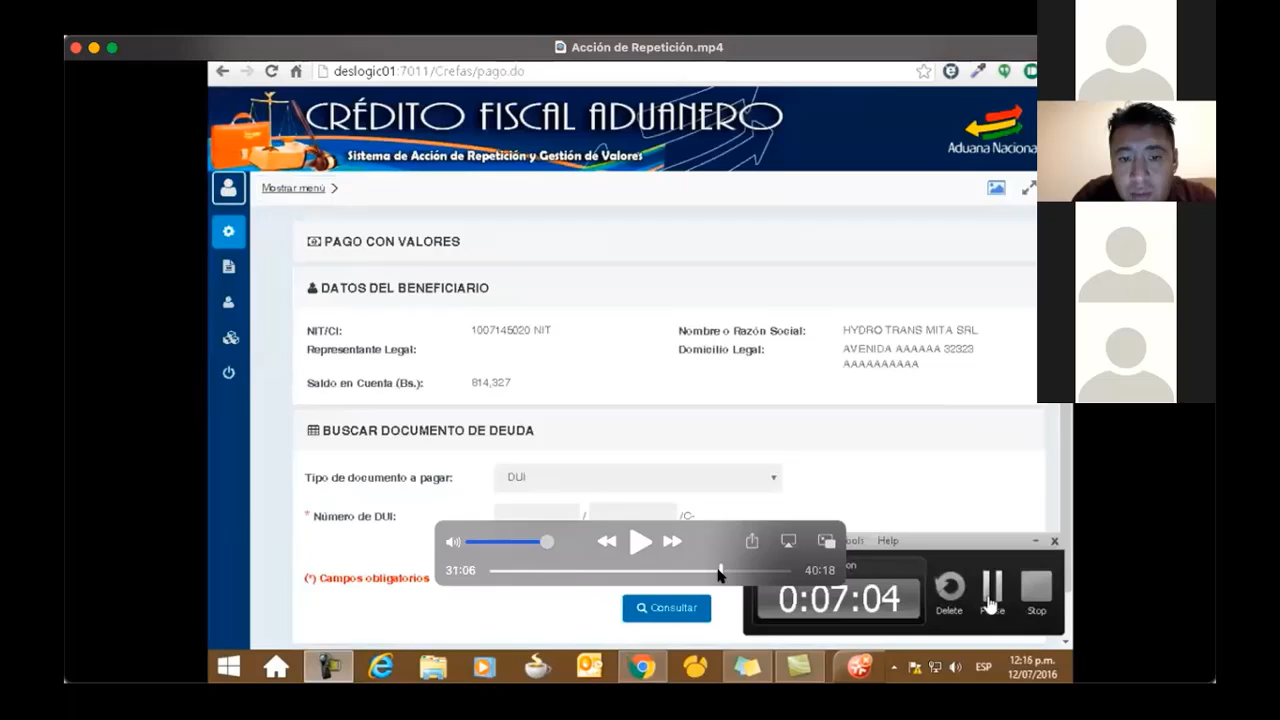 Acción de Repetición.mp4
deslogic01:7011/Crefas/pago.do
CRÉDITO FISCAL ADUANERO
Sistema de Acción de Repetición y Gestión de Valores
Aduana Naciona
Mostrar menú
PAGO CON VALORES
DATOS DEL BENEFICIARIO
NIT/CI: 1007145020 NIT Nombre o Razón Social: HYDRO TRANS MITA SRL
Representante Legal: Domicilio Legal: AVENIDA AAAAAA 32323
AAAAAAAAAA
Saldo en Cuenta (Bs.): 814,327
BUSCAR DOCUMENTO DE DEUDA
Tipo de documento a pagar: DUI
* Número de DUI: / /C-
ools Help
on
31:06 40:18
(*) Campos obligatorios
0:07:04
Delete Pause Stop
Consultar
ESP
12:16 p.m.
12/07/2016